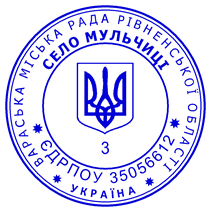 ВАРАСЬКА МІСЬКА РАДА РІВНЕНСЬКОЇ ОБЛАСТІ
* УКРАЇНА *
СЕЛО МУЛЬЧИЦІ
* ЄДРПОУ 35056612 *
3